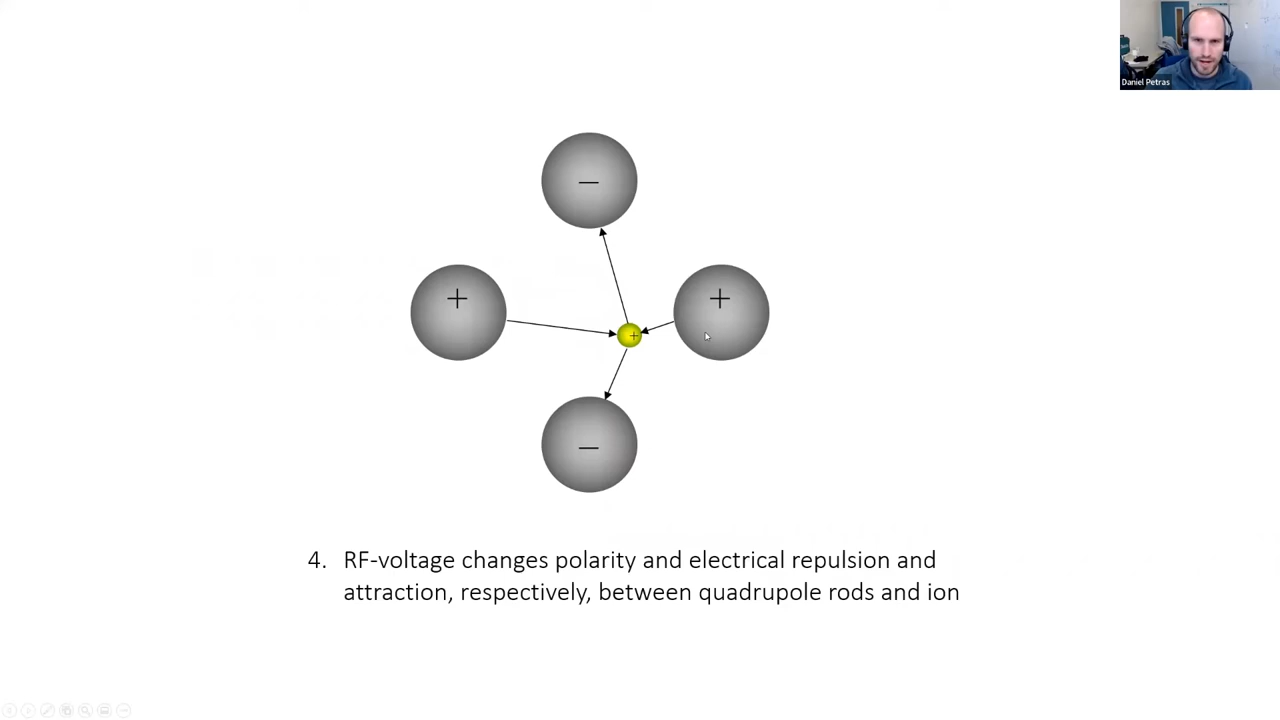 Daniel Petras
—
+
+
+
—
4. RF-voltage changes polarity and electrical repulsion and
attraction, respectively, between quadrupole rods and ion